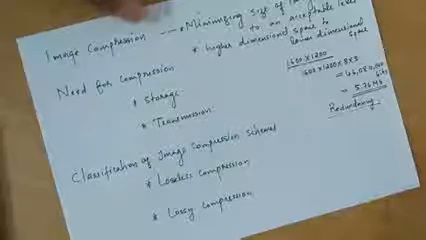 Image Compression — * Minimizing size of
to an acceptable level
* higher dimensional space to
lower dimensional
space
Need for compression
* Storage
* Transmission
1600 X 1200
1600 X 1200 X 8 X 3
= 46,080,000
bits
= 5.76 MB
Redundancy
Classification of Image Compression schemes
* Lossless compression
* Lossy compression